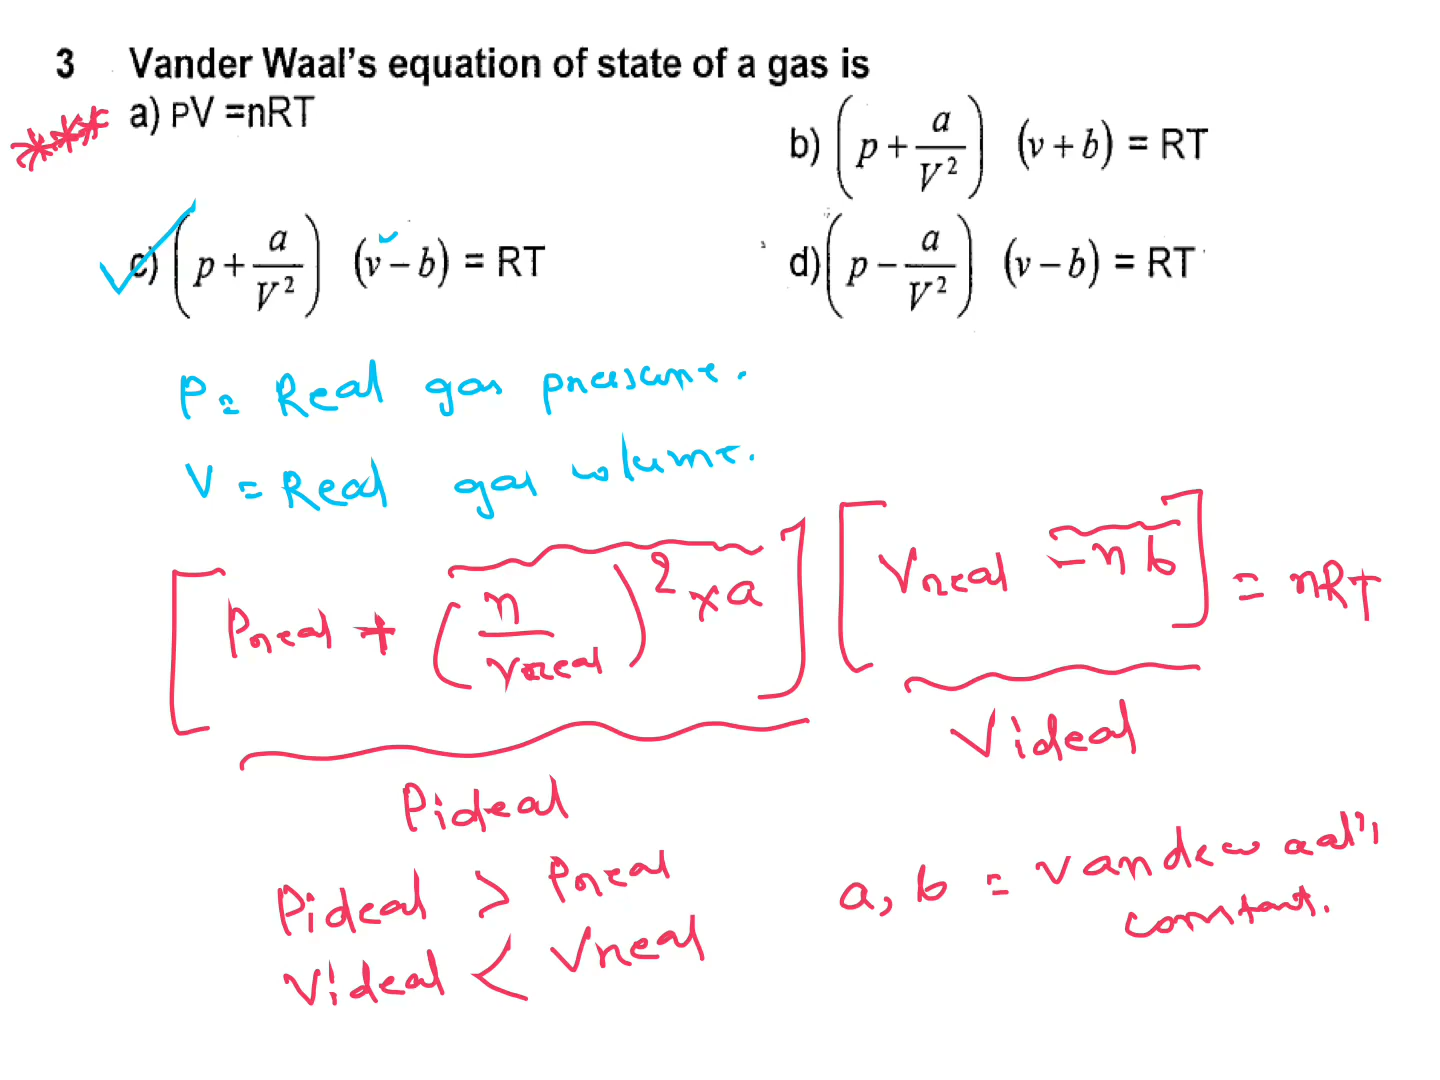 3 Vander Waal's equation of state of a gas is
*** a) PV =nRT
b) (p + a/V²) (v + b) = RT
c) (p + a/V²) (v − b) = RT
d) (p − a/V²) (v − b) = RT
P = Real gas pressure.
V = Real gas volume.
[Preal + (n/Vreal)² × a] [Vreal − nb] = nRT
Videal
Pideal
Pideal > Preal
Videal < Vreal
a, b = vanderwaal's
constant.